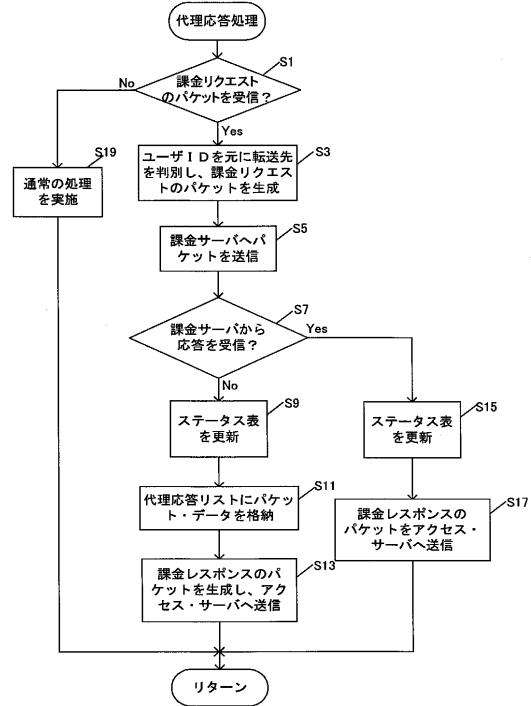 代理応答処理
S1
課金リクエスト
のパケットを受信？
No
Yes
S19
通常の処理
を実施
S3
ユーザＩＤを元に転送先
を判別し、課金リクエス
トのパケットを生成
S5
課金サーバへパ
ケットを送信
S7
課金サーバから
応答を受信？
Yes
No
S9
ステータス表
を更新
S15
ステータス表
を更新
S11
代理応答リストにパケッ
ト・データを格納
S17
課金レスポンスの
パケットをアクセス・
サーバへ送信
S13
課金レスポンスのパ
ケットを生成し、アク
セス・サーバへ送信
リターン